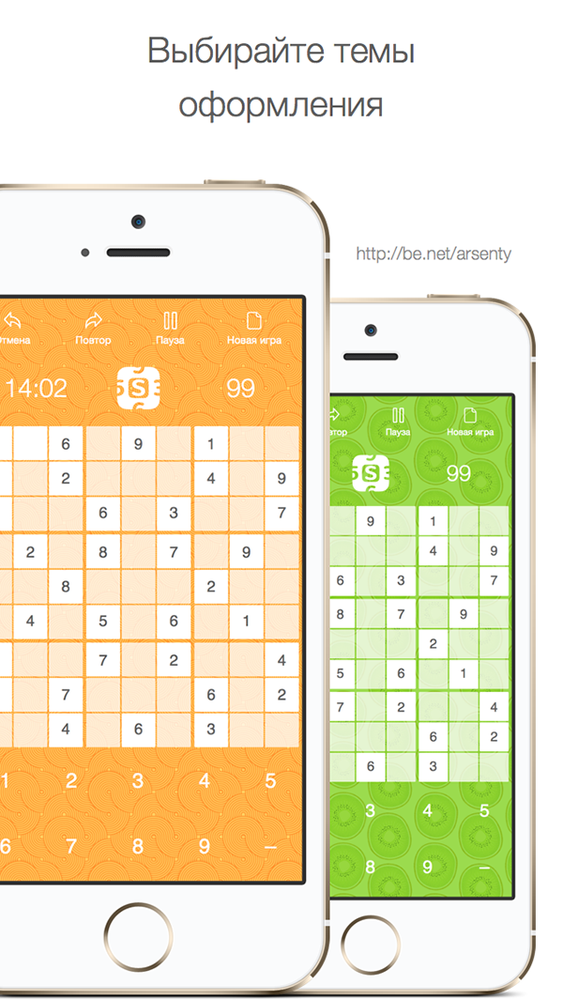 Выбирайте темы
оформления
http://be.net/arsenty
Повтор Пауза Новая игра
14:02 S 99
6 9 1
2 4 9
6 3 7
2 8 7 9
8 2
4 5 6 1
7 2 4
7 6 2
4 6 3
1 2 3 4 5
6 7 8 9 –
Пауза Новая игра
S 99
9 1
4 9
6 3 7
8 7 9
2
5 6 1
7 2 4
6 2
6 3
3 4 5
8 9 –